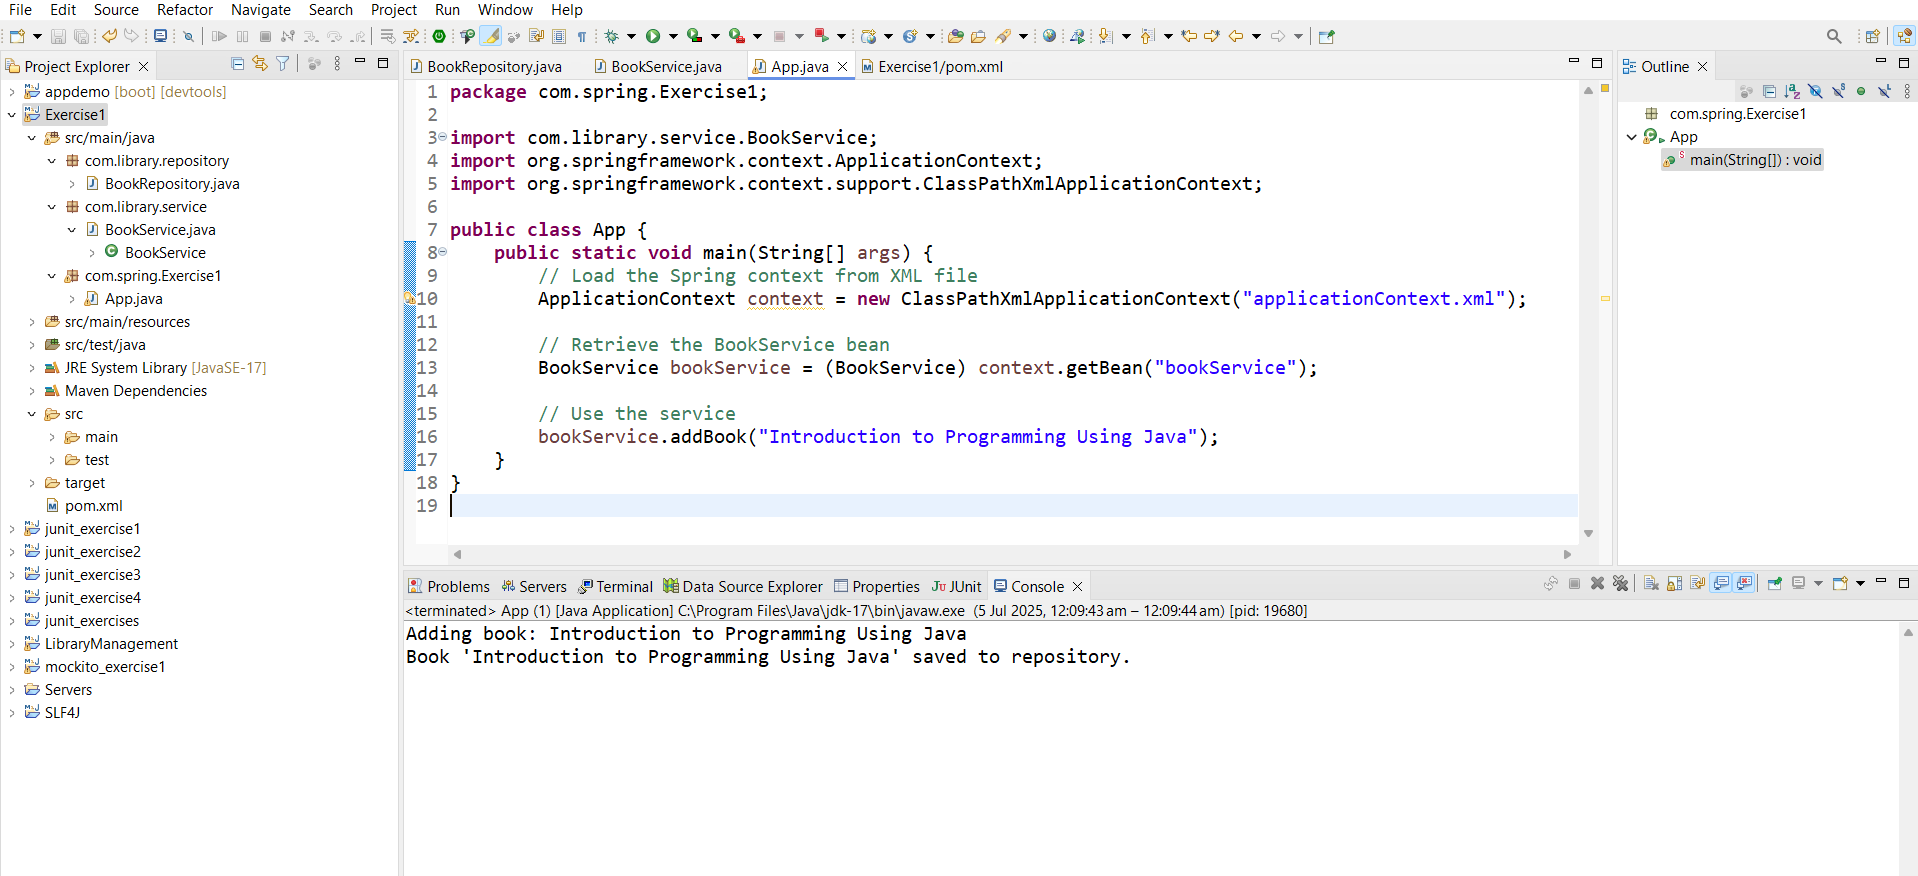 File Edit Source Refactor Navigate Search Project Run Window Help
Project Explorer
appdemo [boot] [devtools]
Exercise1
src/main/java
com.library.repository
BookRepository.java
com.library.service
BookService.java
BookService
com.spring.Exercise1
App.java
src/main/resources
src/test/java
JRE System Library [JavaSE-17]
Maven Dependencies
src
main
test
target
pom.xml
junit_exercise1
junit_exercise2
junit_exercise3
junit_exercise4
junit_exercises
LibraryManagement
mockito_exercise1
Servers
SLF4J
BookRepository.java BookService.java App.java Exercise1/pom.xml
1 package com.spring.Exercise1;
2
3 import com.library.service.BookService;
4 import org.springframework.context.ApplicationContext;
5 import org.springframework.context.support.ClassPathXmlApplicationContext;
6
7 public class App {
8 public static void main(String[] args) {
9 // Load the Spring context from XML file
10 ApplicationContext context = new ClassPathXmlApplicationContext("applicationContext.xml");
11
12 // Retrieve the BookService bean
13 BookService bookService = (BookService) context.getBean("bookService");
14
15 // Use the service
16 bookService.addBook("Introduction to Programming Using Java");
17 }
18 }
19
Outline
com.spring.Exercise1
App
main(String[]) : void
Problems Servers Terminal Data Source Explorer Properties JUnit Console
<terminated> App (1) [Java Application] C:\Program Files\Java\jdk-17\bin\javaw.exe (5 Jul 2025, 12:09:43 am – 12:09:44 am) [pid: 19680]
Adding book: Introduction to Programming Using Java
Book 'Introduction to Programming Using Java' saved to repository.